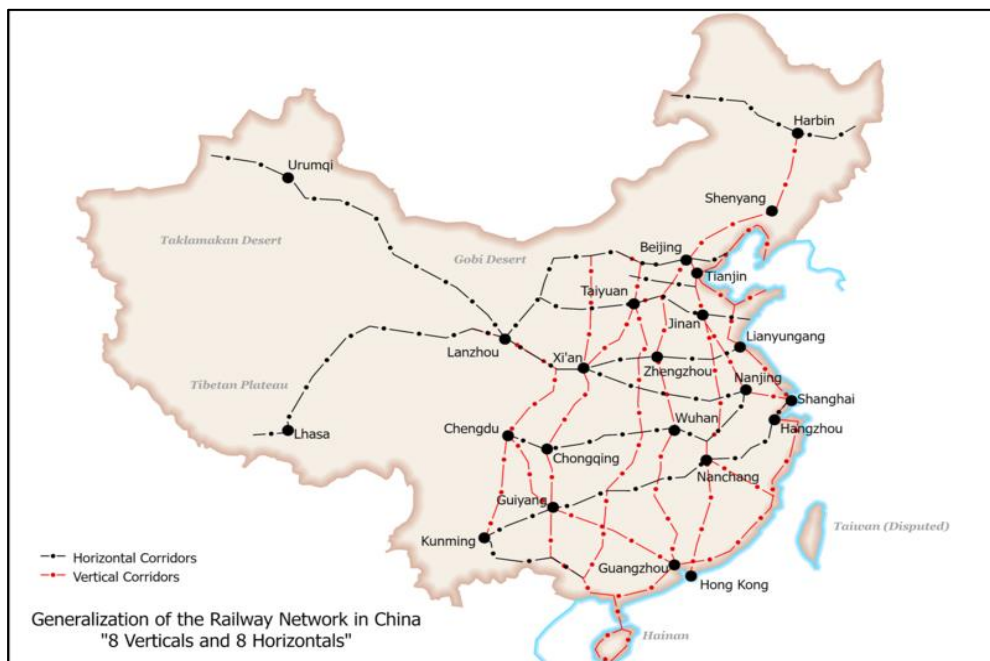 Harbin
Urumqi
Shenyang
Taklamakan Desert
Beijing
Gobi Desert
Tianjin
Taiyuan
Jinan
Lianyungang
Lanzhou
Xi'an
Zhengzhou
Tibetan Plateau
Nanjing
Shanghai
Wuhan
Lhasa
Chengdu
Hangzhou
Chongqing
Nanchang
Guiyang
Taiwan (Disputed)
Kunming
Horizontal Corridors
Guangzhou
Vertical Corridors
Hong Kong
Generalization of the Railway Network in China
"8 Verticals and 8 Horizontals"
Hainan